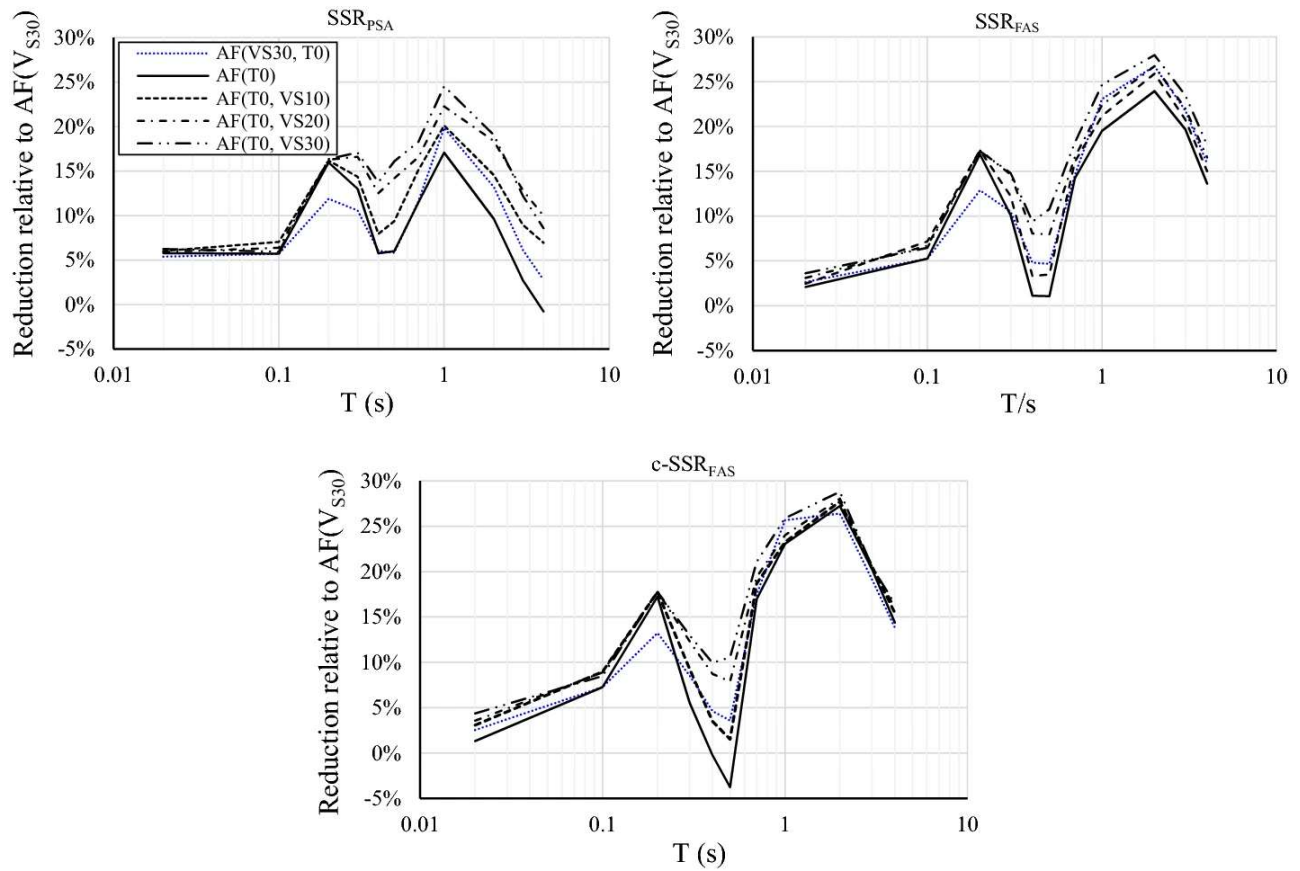 SSRPSA
Reduction relative to AF(VS30)
30%
25%
20%
15%
10%
5%
0%
-5%
AF(VS30, T0)
AF(T0)
AF(T0, VS10)
AF(T0, VS20)
AF(T0, VS30)
0.01
0.1
1
10
T (s)
SSRFAS
Reduction relative to AF(VS30)
30%
25%
20%
15%
10%
5%
0%
-5%
0.01
0.1
1
10
T/s
c-SSRFAS
Reduction relative to AF(VS30)
30%
25%
20%
15%
10%
5%
0%
-5%
0.01
0.1
1
10
T (s)